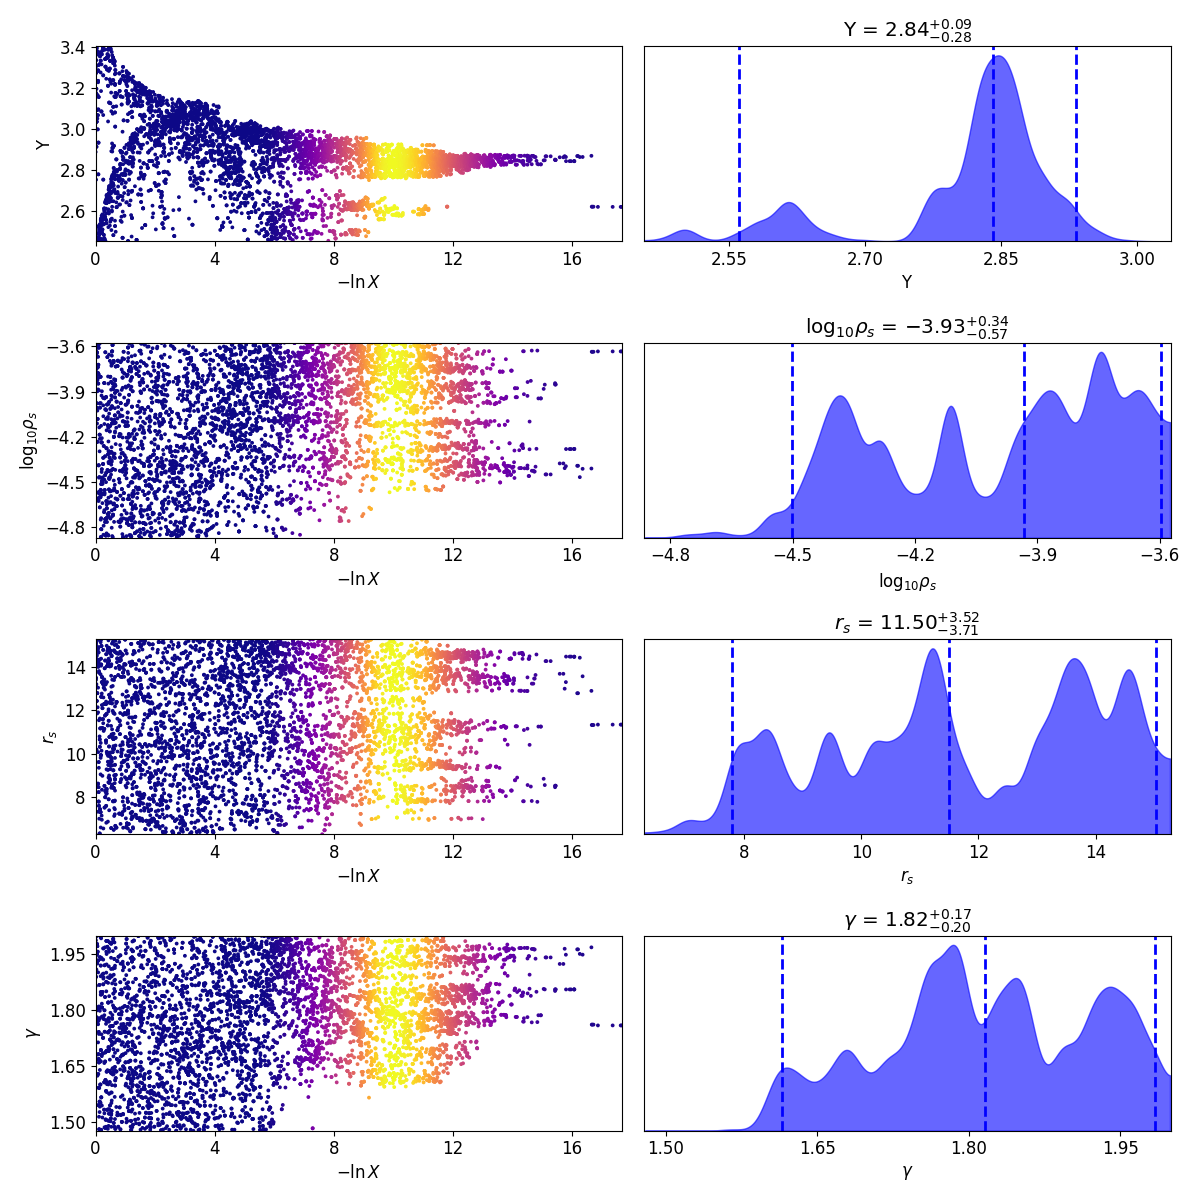 Y = 2.84$^{+0.09}_{-0.28}$
3.4
3.2
3.0
2.8
2.6
Y
0 4 8 12 16
−ln X
2.55 2.70 2.85 3.00
Y
log₁₀ρₛ = −3.93$^{+0.34}_{-0.57}$
−3.6
−3.9
−4.2
−4.5
−4.8
log₁₀ρₛ
0 4 8 12 16
−ln X
−4.8 −4.5 −4.2 −3.9 −3.6
log₁₀ρₛ
rₛ = 11.50$^{+3.52}_{-3.71}$
14
12
10
8
rₛ
0 4 8 12 16
−ln X
8 10 12 14
rₛ
γ = 1.82$^{+0.17}_{-0.20}$
1.95
1.80
1.65
1.50
γ
0 4 8 12 16
−ln X
1.50 1.65 1.80 1.95
γ